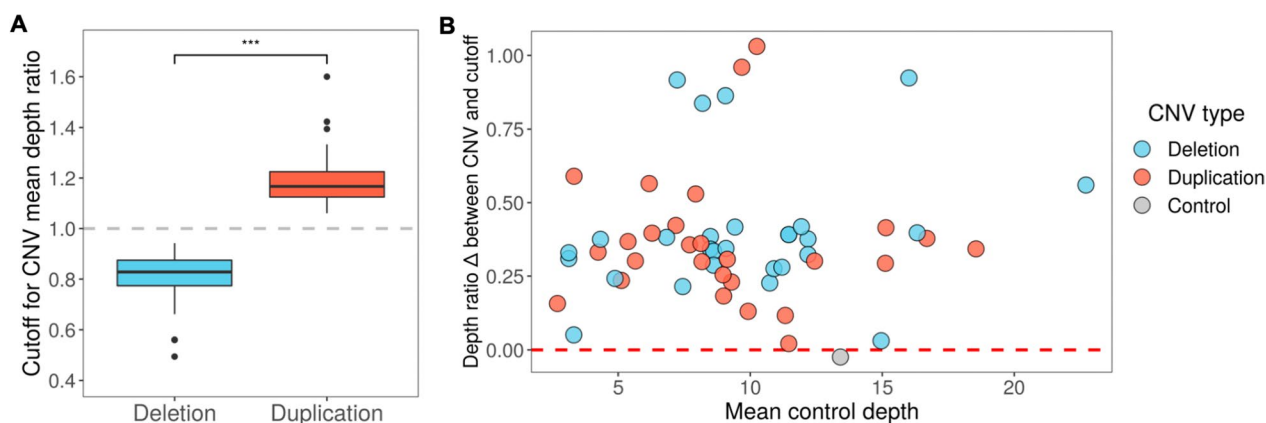 A
Cutoff for CNV mean depth ratio
1.6
1.4
1.2
1.0
0.8
0.6
0.4
***
Deletion
Duplication
B
Depth ratio Δ between CNV and cutoff
1.00
0.75
0.50
0.25
0.00
5
10
15
20
Mean control depth
CNV type
Deletion
Duplication
Control